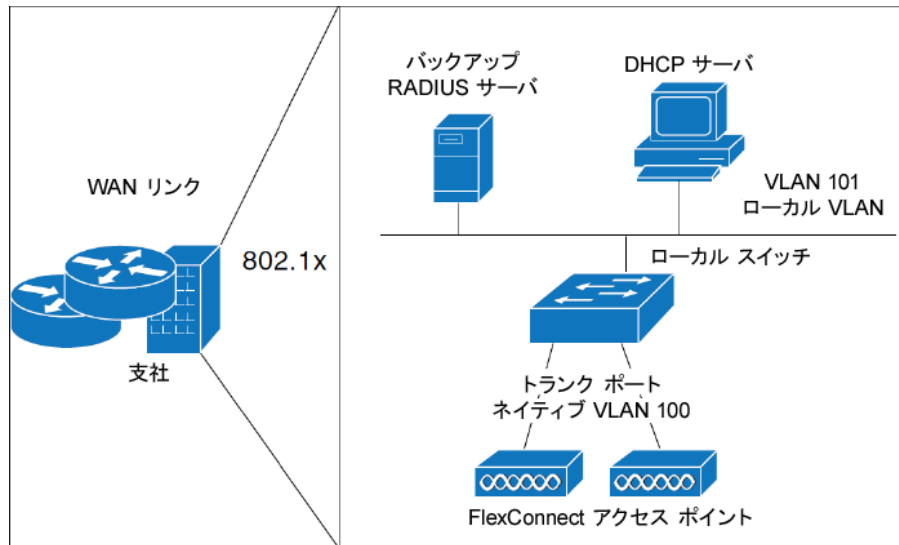 WAN リンク
802.1x
支社
バックアップ
RADIUS サーバ
DHCP サーバ
VLAN 101
ローカル VLAN
ローカル スイッチ
トランク ポート
ネイティブ VLAN 100
FlexConnect アクセス ポイント